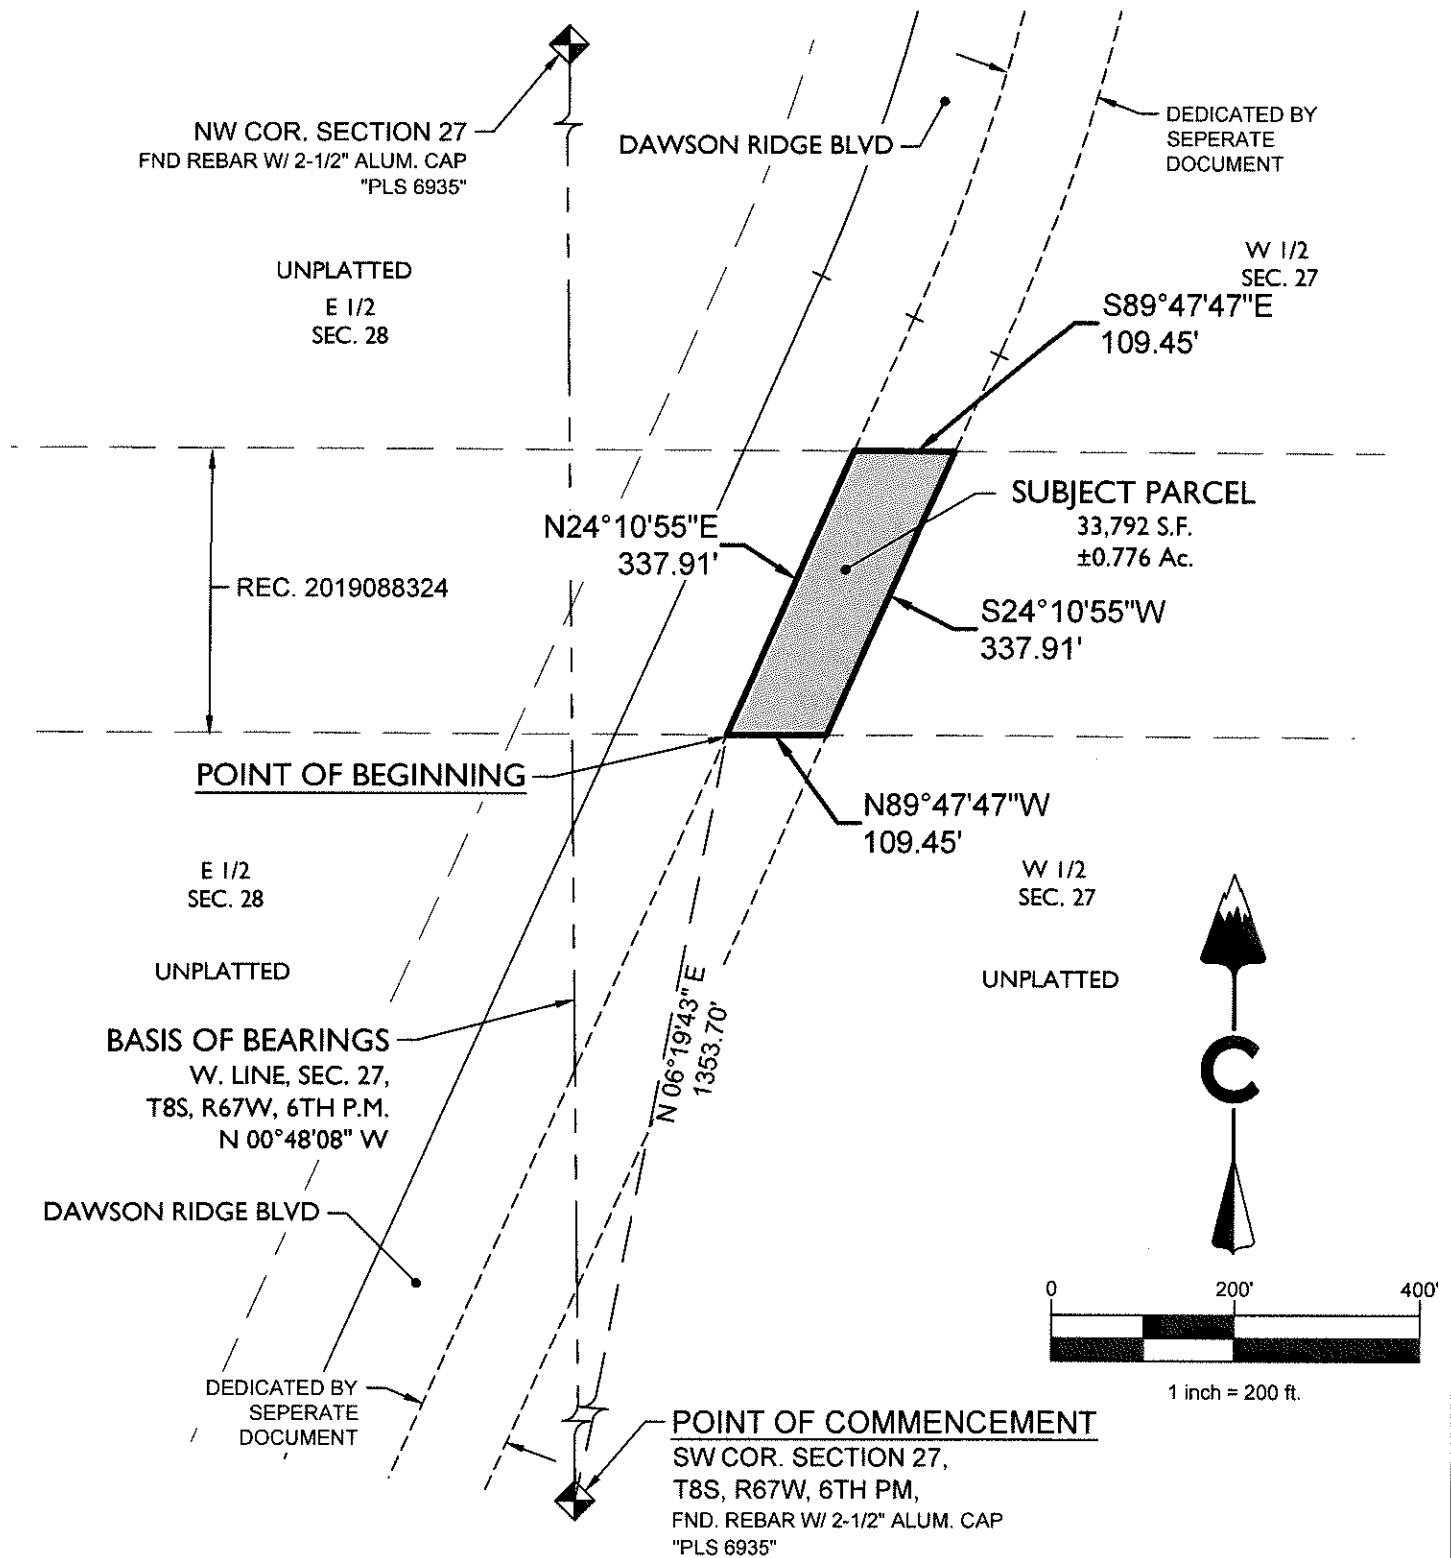 NW COR. SECTION 27
FND REBAR W/ 2-1/2" ALUM. CAP
"PLS 6935"
DAWSON RIDGE BLVD
DEDICATED BY
SEPERATE
DOCUMENT
UNPLATTED
E 1/2
SEC. 28
W 1/2
SEC. 27
S89°47'47"E
109.45'
SUBJECT PARCEL
33,792 S.F.
±0.776 Ac.
N24°10'55"E
337.91'
REC. 2019088324
S24°10'55"W
337.91'
POINT OF BEGINNING
N89°47'47"W
109.45'
E 1/2
SEC. 28
W 1/2
SEC. 27
UNPLATTED
UNPLATTED
BASIS OF BEARINGS
W. LINE, SEC. 27,
T8S, R67W, 6TH P.M.
N 00°48'08" W
N 06°19'43" E
1353.70'
C
DAWSON RIDGE BLVD
0 200' 400'
1 inch = 200 ft.
DEDICATED BY
SEPERATE
DOCUMENT
POINT OF COMMENCEMENT
SW COR. SECTION 27,
T8S, R67W, 6TH PM,
FND. REBAR W/ 2-1/2" ALUM. CAP
"PLS 6935"